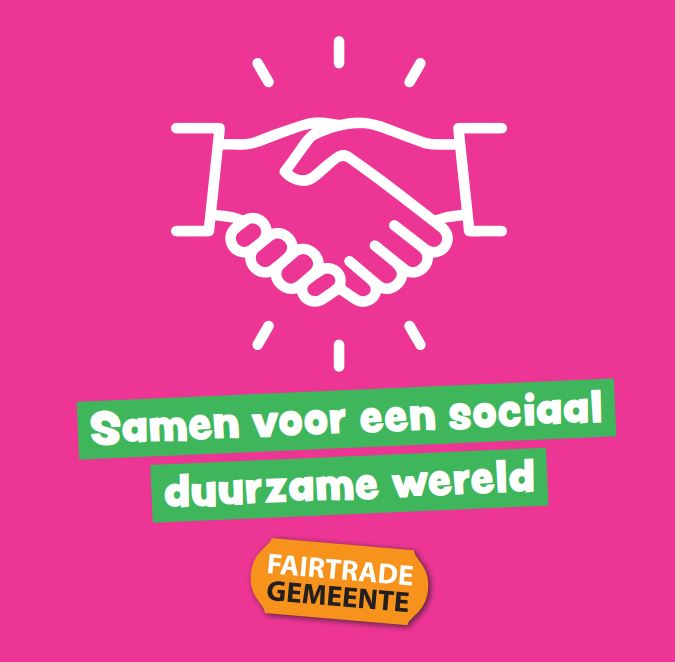 Samen voor een sociaal
duurzame wereld
FAIRTRADE
GEMEENTE